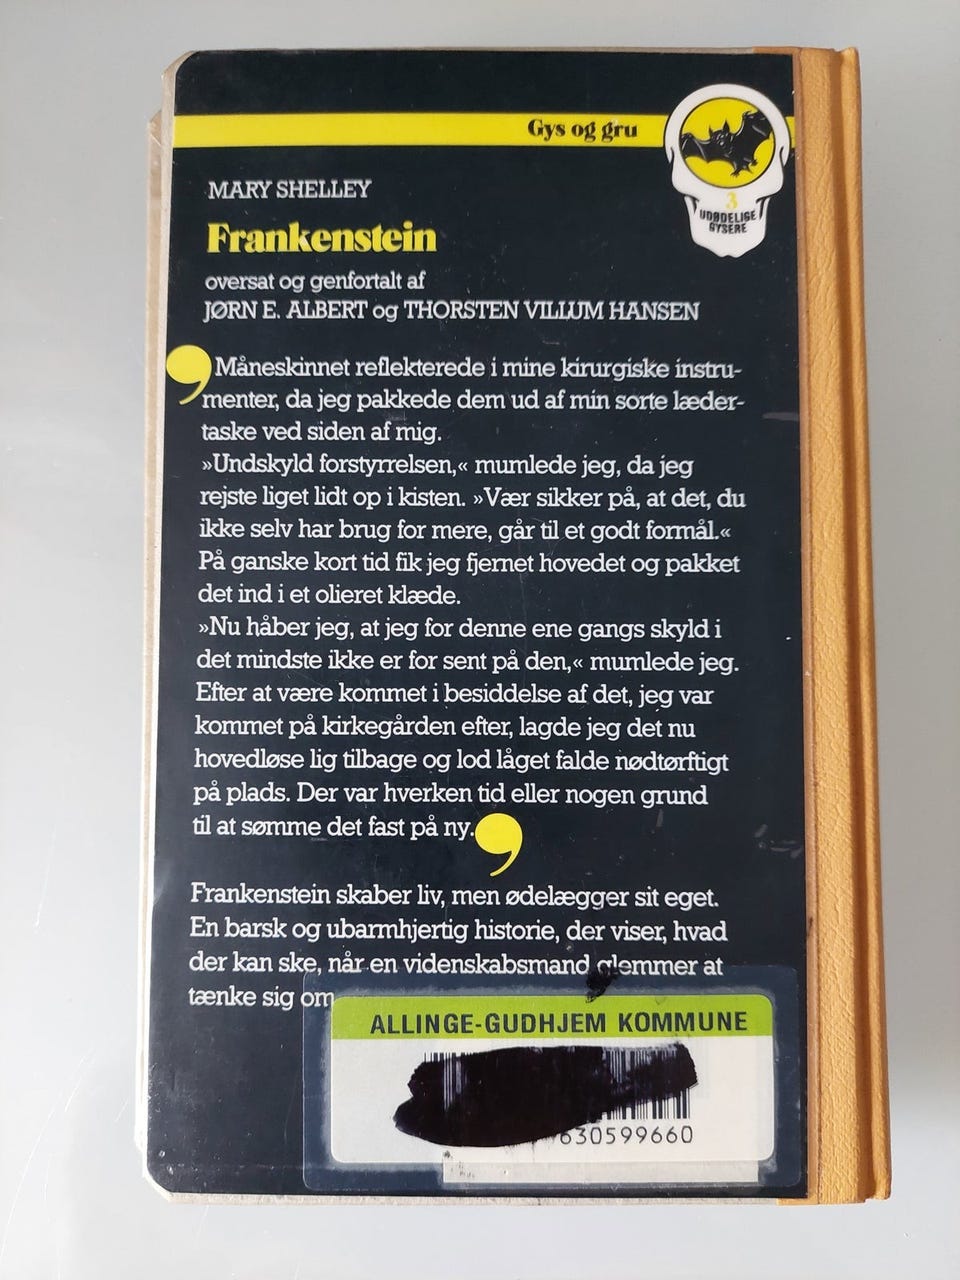 Gys og gru
3
UDØDELIGE
GYSERE
MARY SHELLEY
Frankenstein
oversat og genfortalt af
JØRN E. ALBERT og THORSTEN VILLUM HANSEN
’Måneskinnet reflekterede i mine kirurgiske instru-
menter, da jeg pakkede dem ud af min sorte læder-
taske ved siden af mig.
»Undskyld forstyrrelsen,« mumlede jeg, da jeg
rejste liget lidt op i kisten. »Vær sikker på, at det, du
ikke selv har brug for mere, går til et godt formål.«
På ganske kort tid fik jeg fjernet hovedet og pakket
det ind i et olieret klæde.
»Nu håber jeg, at jeg for denne ene gangs skyld i
det mindste ikke er for sent på den,« mumlede jeg.
Efter at være kommet i besiddelse af det, jeg var
kommet på kirkegården efter, lagde jeg det nu
hovedløse lig tilbage og lod låget falde nødtørftigt
på plads. Der var hverken tid eller nogen grund
til at sømme det fast på ny.’
Frankenstein skaber liv, men ødelægger sit eget.
En barsk og ubarmhjertig historie, der viser, hvad
der kan ske, når en videnskabsmand glemmer at
tænke sig om
ALLINGE-GUDHJEM KOMMUNE
630599660